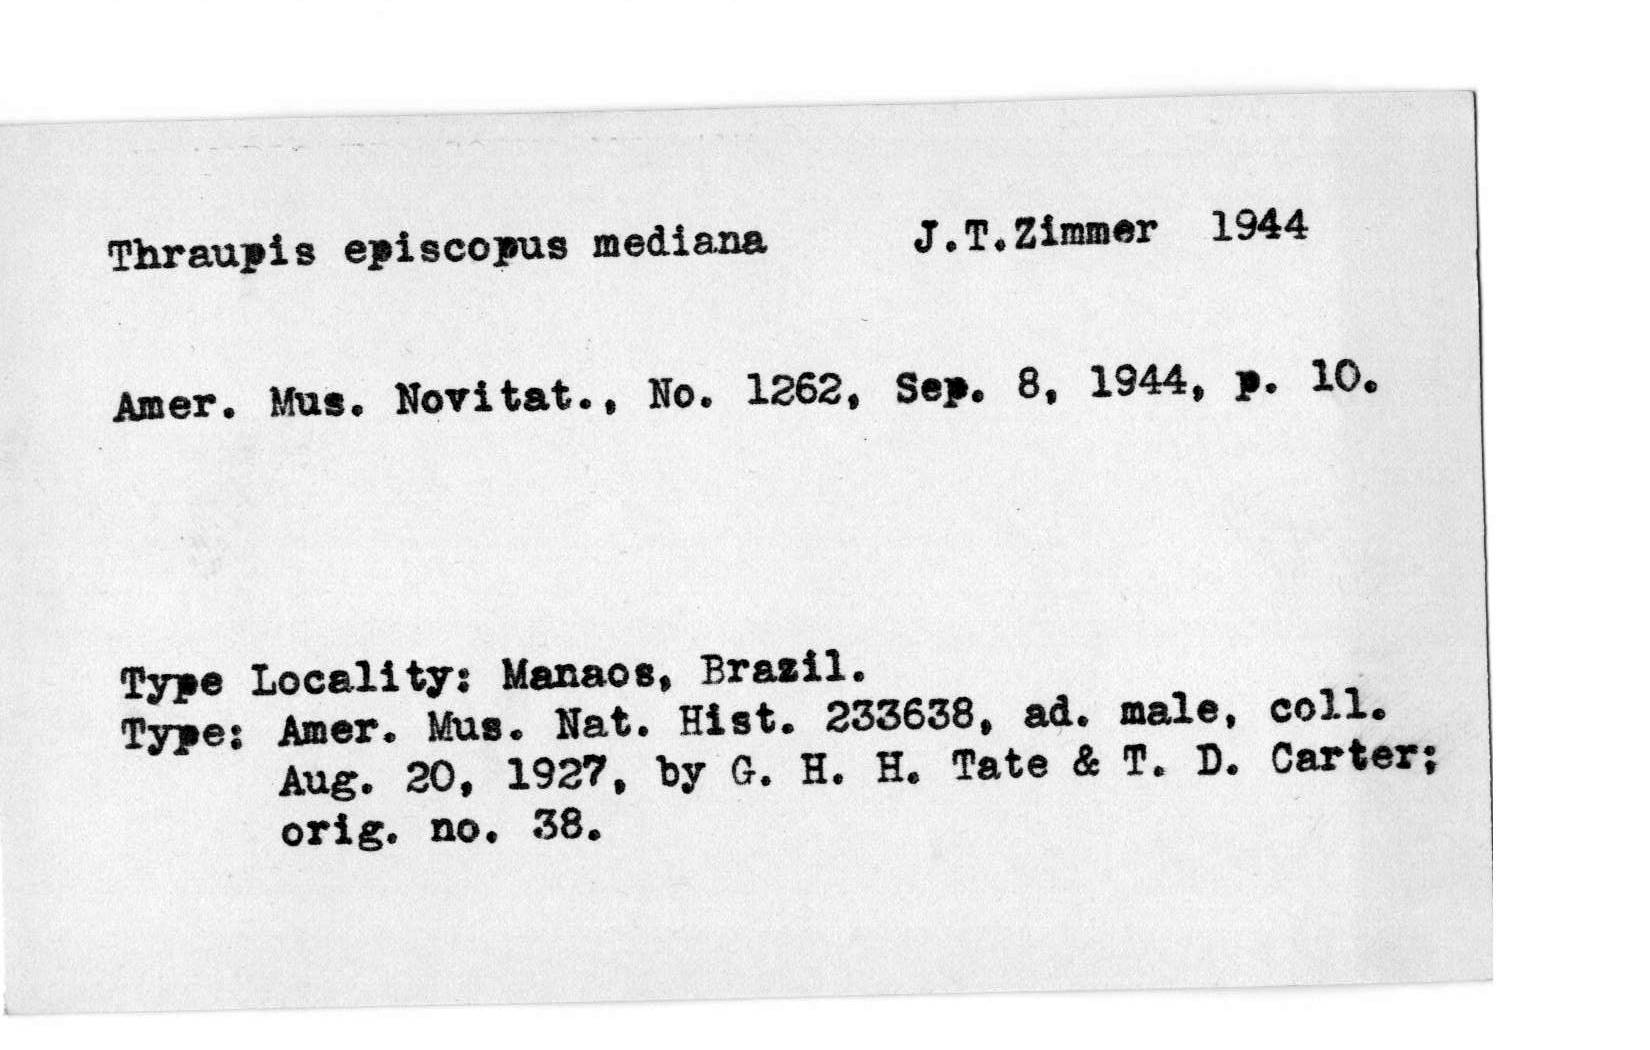 Thraupis episcopus mediana J.T.Zimmer 1944
Amer. Mus. Novitat., No. 1262, Sep. 8, 1944, p. 10.
Type Locality: Manaos, Brazil.
Type: Amer. Mus. Nat. Hist. 233638, ad. male, coll.
Aug. 20, 1927, by G. H. H. Tate & T. D. Carter;
orig. no. 38.